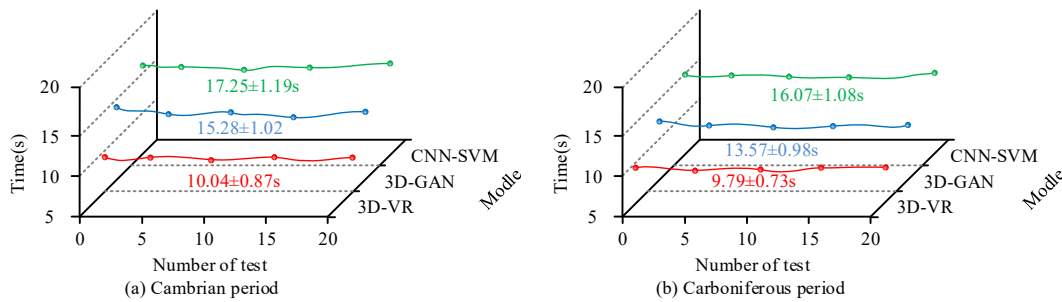 20
15
10
5
Time(s)
17.25±1.19s
15.28±1.02
10.04±0.87s
CNN-SVM
3D-GAN
3D-VR
Modle
0 5 10 15 20
Number of test
(a) Cambrian period
20
15
10
5
Time(s)
16.07±1.08s
13.57±0.98s
9.79±0.73s
CNN-SVM
3D-GAN
3D-VR
Modle
0 5 10 15 20
Number of test
(b) Carboniferous period